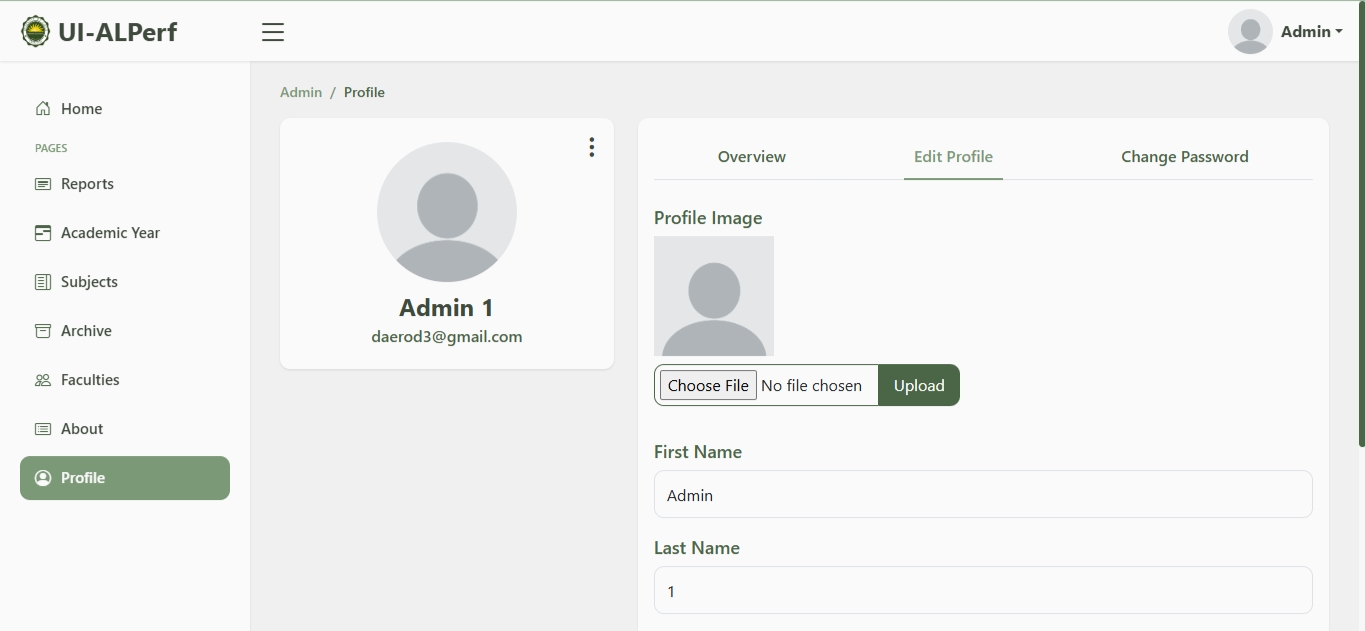 UI-ALPerf
Admin
Home
PAGES
Reports
Academic Year
Subjects
Archive
Faculties
About
Profile
Admin / Profile
Admin 1
daerod3@gmail.com
Overview Edit Profile Change Password
Profile Image
Choose File No file chosen Upload
First Name
Admin
Last Name
1